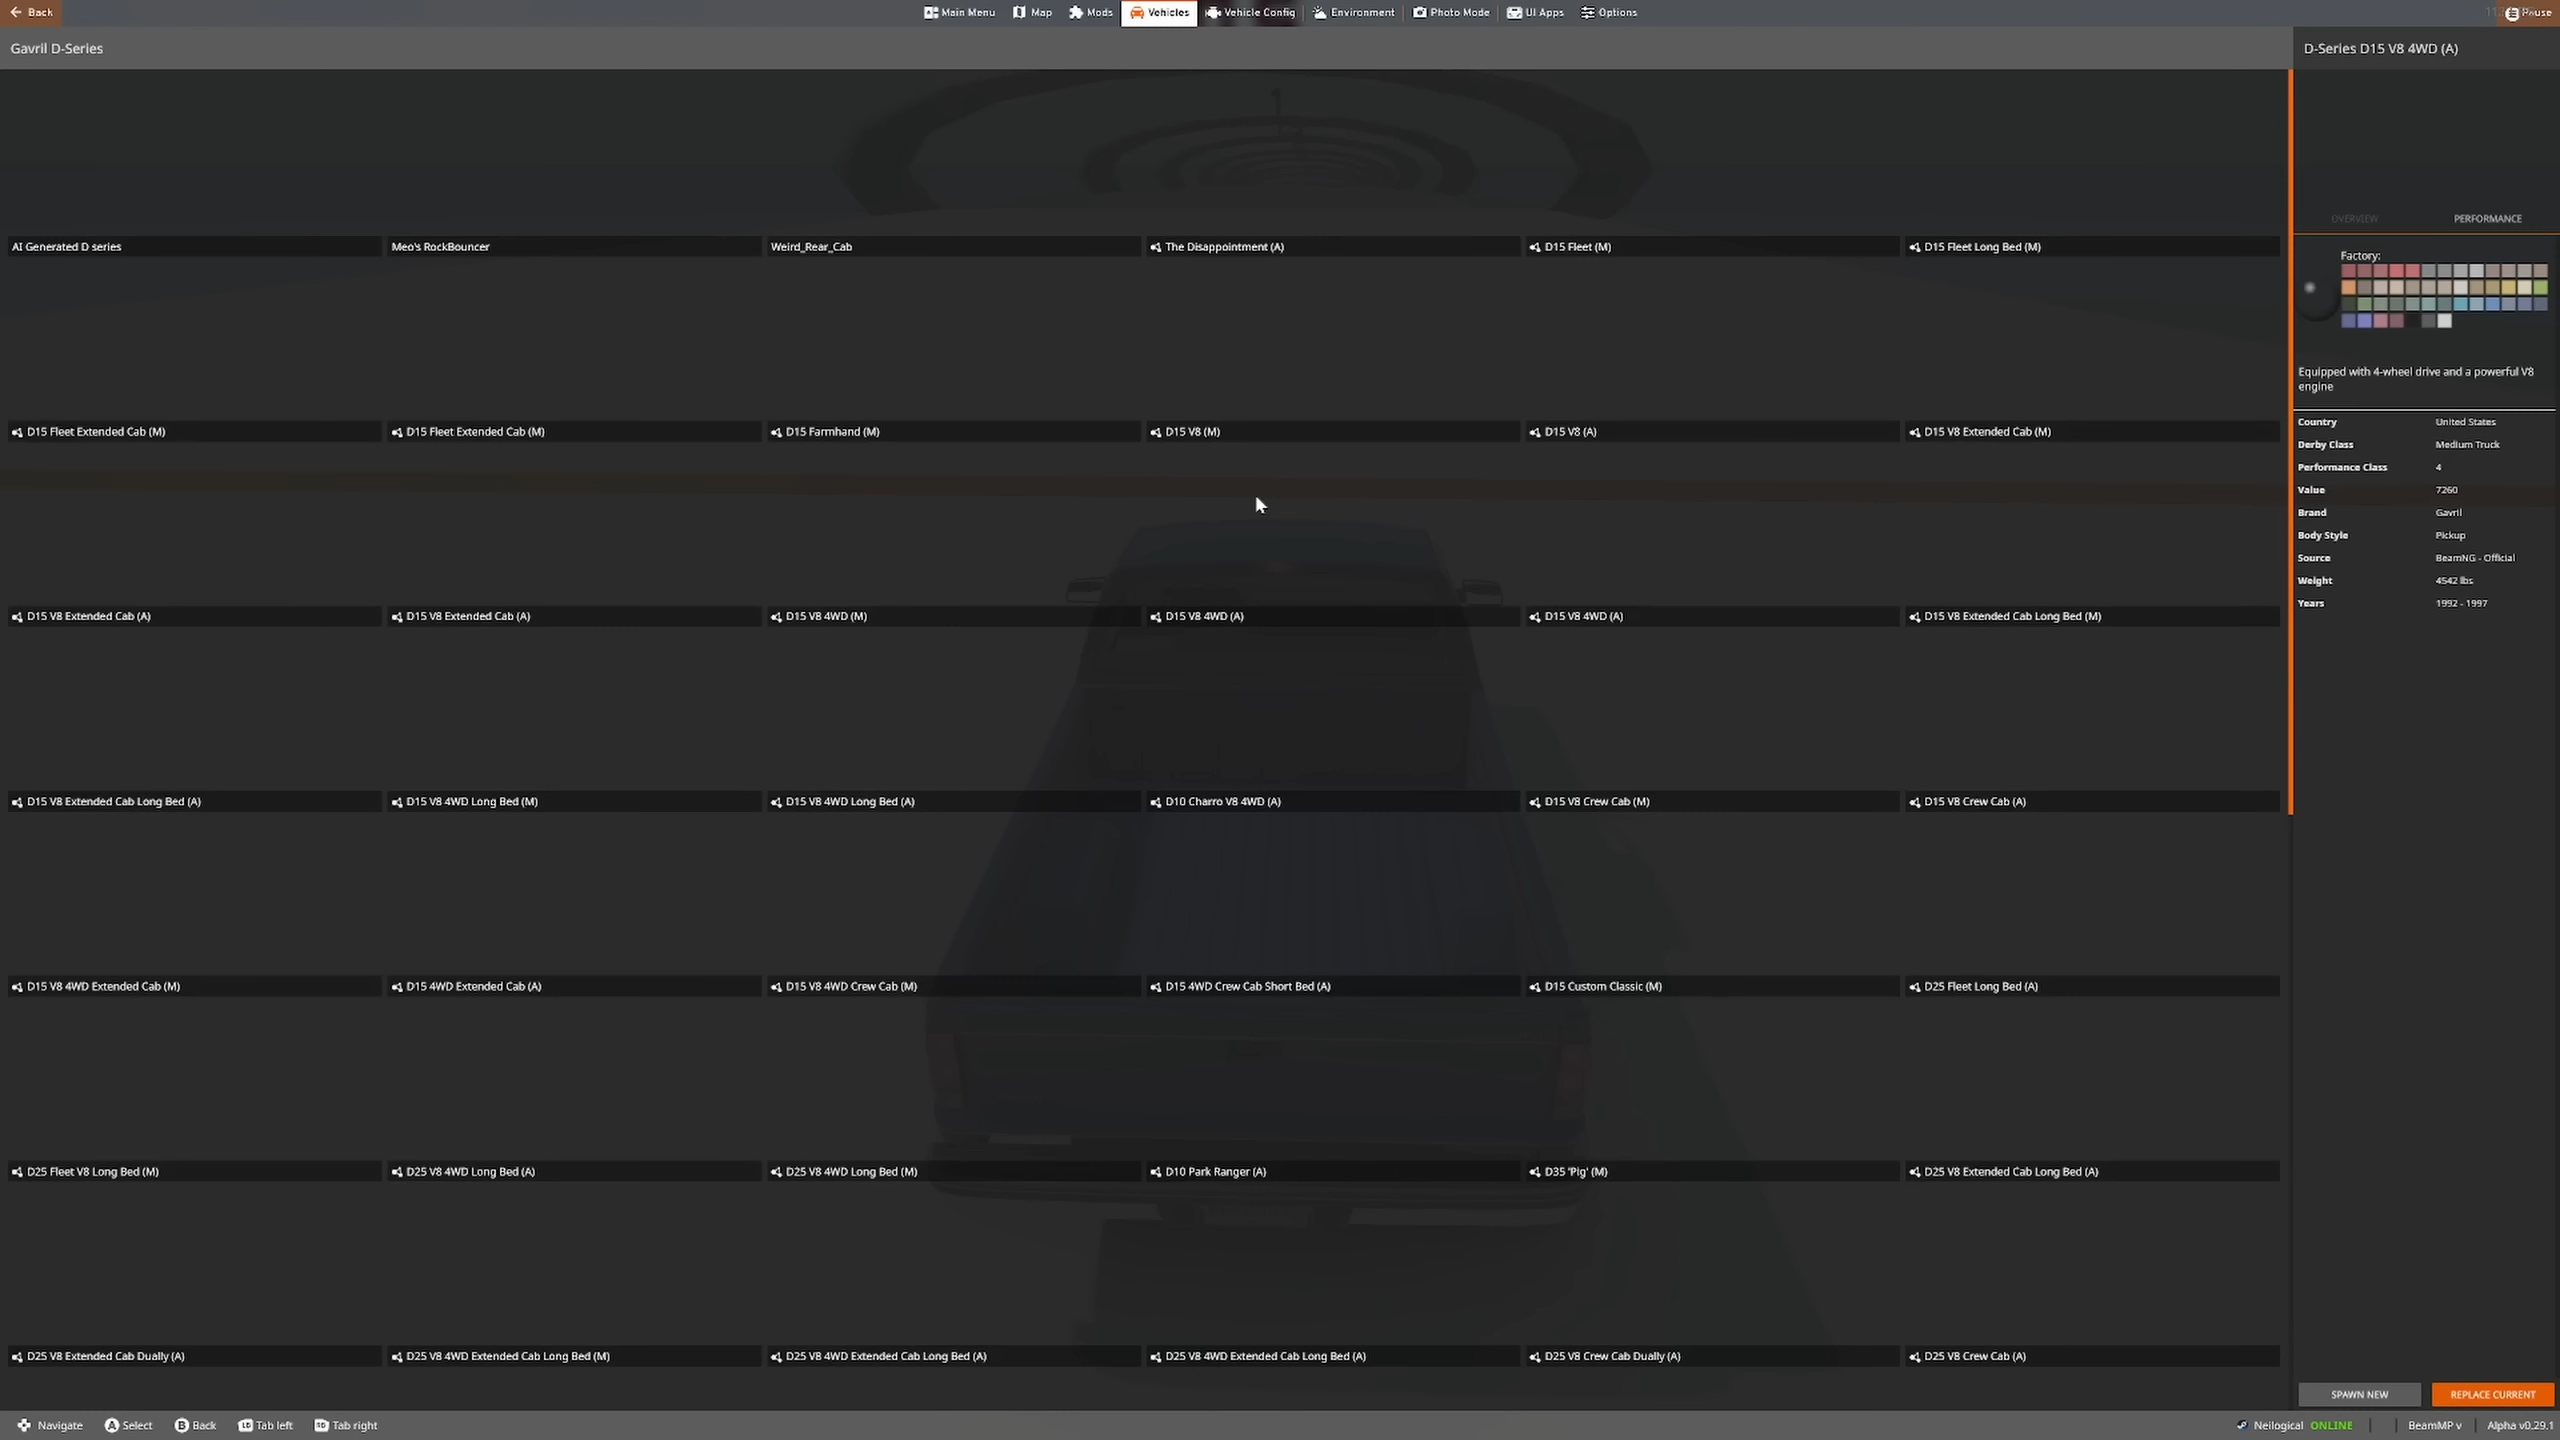 Back
Main Menu
Map
Mods
Vehicles
Vehicle Config
Environment
Photo Mode
UI Apps
Options
Gavril D-Series
D-Series D15 V8 4WD (A)
AI Generated D series
Meo's RockBouncer
Weird_Rear_Cab
The Disappointment (A)
D15 Fleet (M)
D15 Fleet Long Bed (M)
D15 Fleet Extended Cab (M)
D15 Fleet Extended Cab (M)
D15 Farmhand (M)
D15 V8 (M)
D15 V8 (A)
D15 V8 Extended Cab (M)
D15 V8 Extended Cab (A)
D15 V8 Extended Cab (A)
D15 V8 4WD (M)
D15 V8 4WD (A)
D15 V8 4WD (A)
D15 V8 Extended Cab Long Bed (M)
D15 V8 Extended Cab Long Bed (A)
D15 V8 4WD Long Bed (M)
D15 V8 4WD Long Bed (A)
D10 Charro V8 4WD (A)
D15 V8 Crew Cab (M)
D15 V8 Crew Cab (A)
D15 V8 4WD Extended Cab (M)
D15 4WD Extended Cab (A)
D15 V8 4WD Crew Cab (M)
D15 4WD Crew Cab Short Bed (A)
D15 Custom Classic (M)
D25 Fleet Long Bed (A)
D25 Fleet V8 Long Bed (M)
D25 V8 4WD Long Bed (A)
D25 V8 4WD Long Bed (M)
D10 Park Ranger (A)
D35 'Pig' (M)
D25 V8 Extended Cab Long Bed (A)
D25 V8 Extended Cab Dually (A)
D25 V8 4WD Extended Cab Long Bed (M)
D25 V8 4WD Extended Cab Long Bed (A)
D25 V8 4WD Extended Cab Long Bed (A)
D25 V8 Crew Cab Dually (A)
D25 V8 Crew Cab (A)
OVERVIEW
PERFORMANCE
Factory:
Equipped with 4-wheel drive and a powerful V8
engine
Country United States
Derby Class Medium Truck
Performance Class 4
Value 7260
Brand Gavril
Body Style Pickup
Source BeamNG - Official
Weight 4542 lbs
Years 1992 - 1997
SPAWN NEW
REPLACE CURRENT
Navigate
A Select
B Back
Tab left
Tab right
Neilogical ONLINE
BeamMP v
Alpha v0.29.1